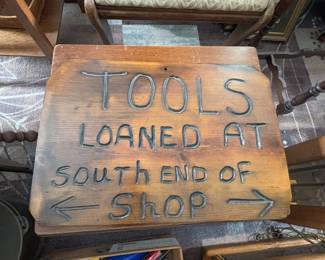 TOOLS
LOANED AT
SOUTH END OF
← SHOP →